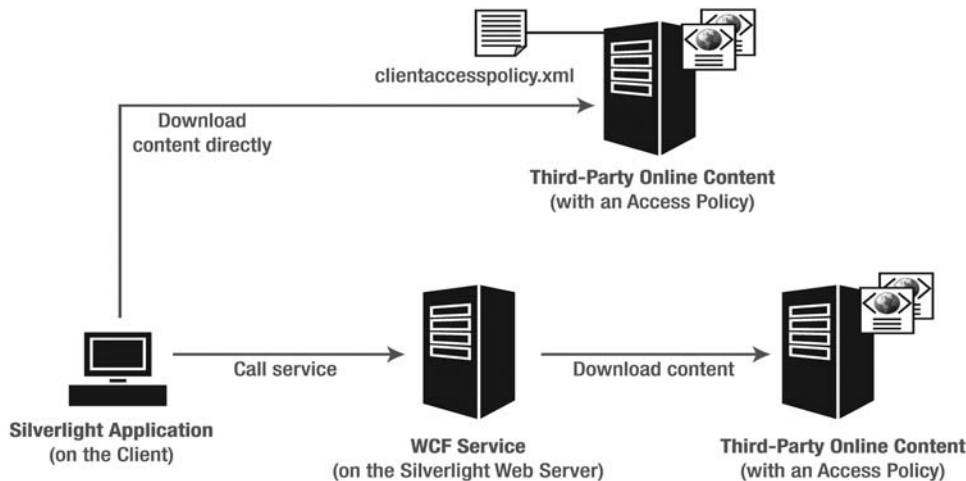 clientaccesspolicy.xml
Download
content directly
Third-Party Online Content
(with an Access Policy)
Call service
Download content
Silverlight Application
(on the Client)
WCF Service
(on the Silverlight Web Server)
Third-Party Online Content
(with an Access Policy)